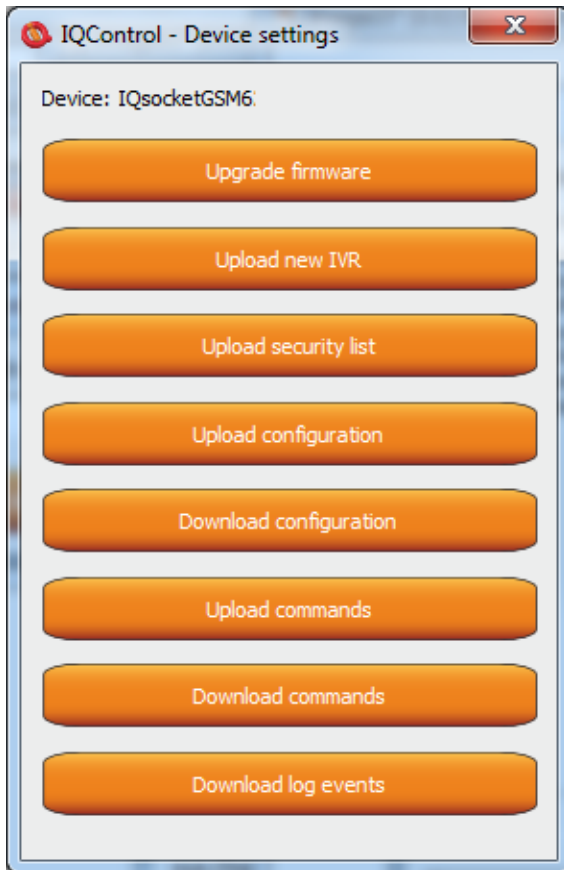 IQControl - Device settings
Device: IQsocketGSM6
Upgrade firmware
Upload new IVR
Upload security list
Upload configuration
Download configuration
Upload commands
Download commands
Download log events